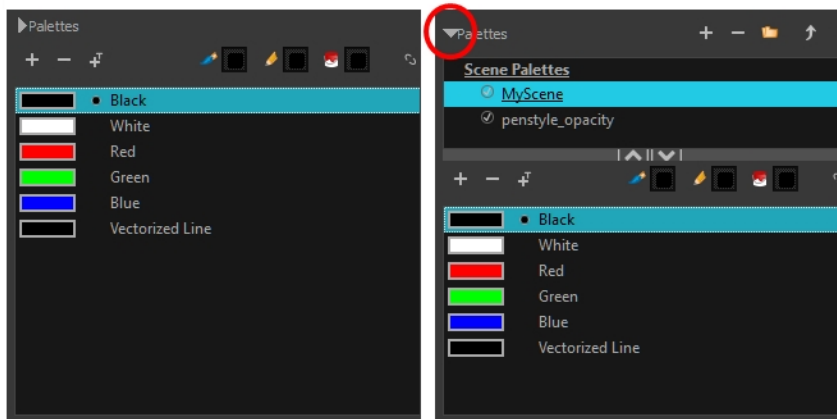 Palettes
Black
White
Red
Green
Blue
Vectorized Line
Palettes
Scene Palettes
MyScene
penstyle_opacity
Black
White
Red
Green
Blue
Vectorized Line